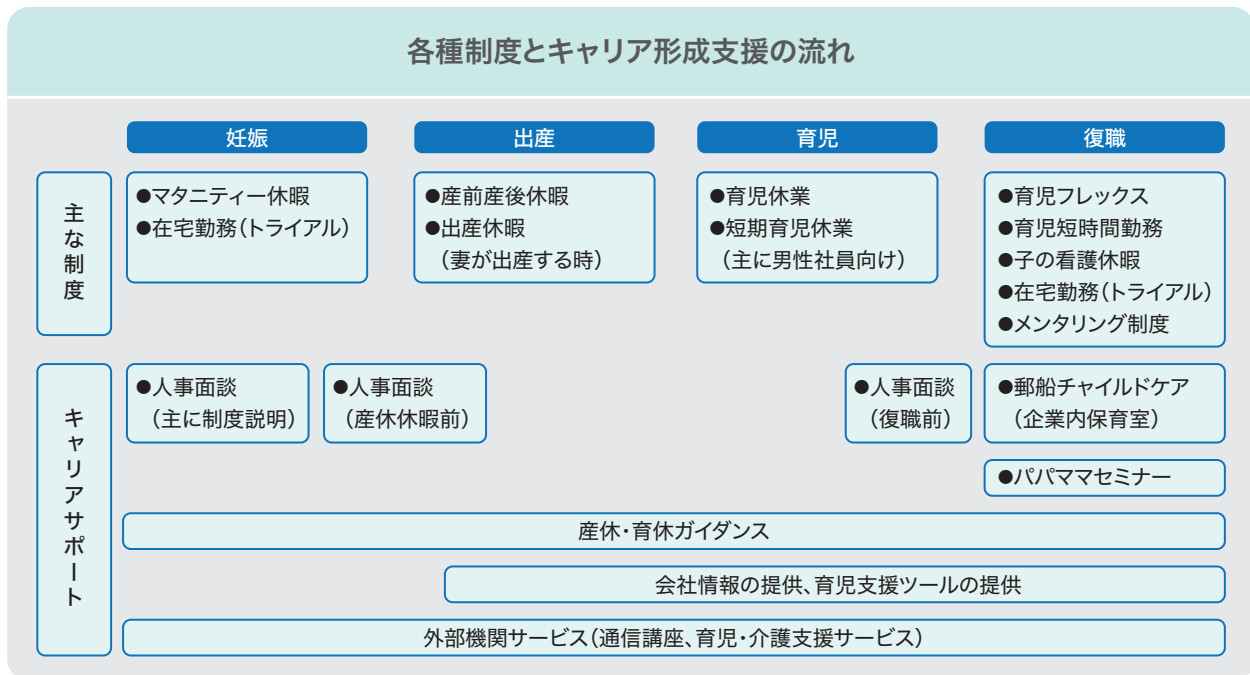 各種制度とキャリア形成支援の流れ
妊娠
出産
育児
復職
主な制度
●マタニティー休暇
●在宅勤務(トライアル)
●産前産後休暇
●出産休暇
(妻が出産する時)
●育児休業
●短期育児休業
(主に男性社員向け)
●育児フレックス
●育児短時間勤務
●子の看護休暇
●在宅勤務(トライアル)
●メンタリング制度
キャリアサポート
●人事面談
(主に制度説明)
●人事面談
(産休休暇前)
●人事面談
(復職前)
●郵船チャイルドケア
(企業内保育室)
●パパママセミナー
産休・育休ガイダンス
会社情報の提供、育児支援ツールの提供
外部機関サービス(通信講座、育児・介護支援サービス)